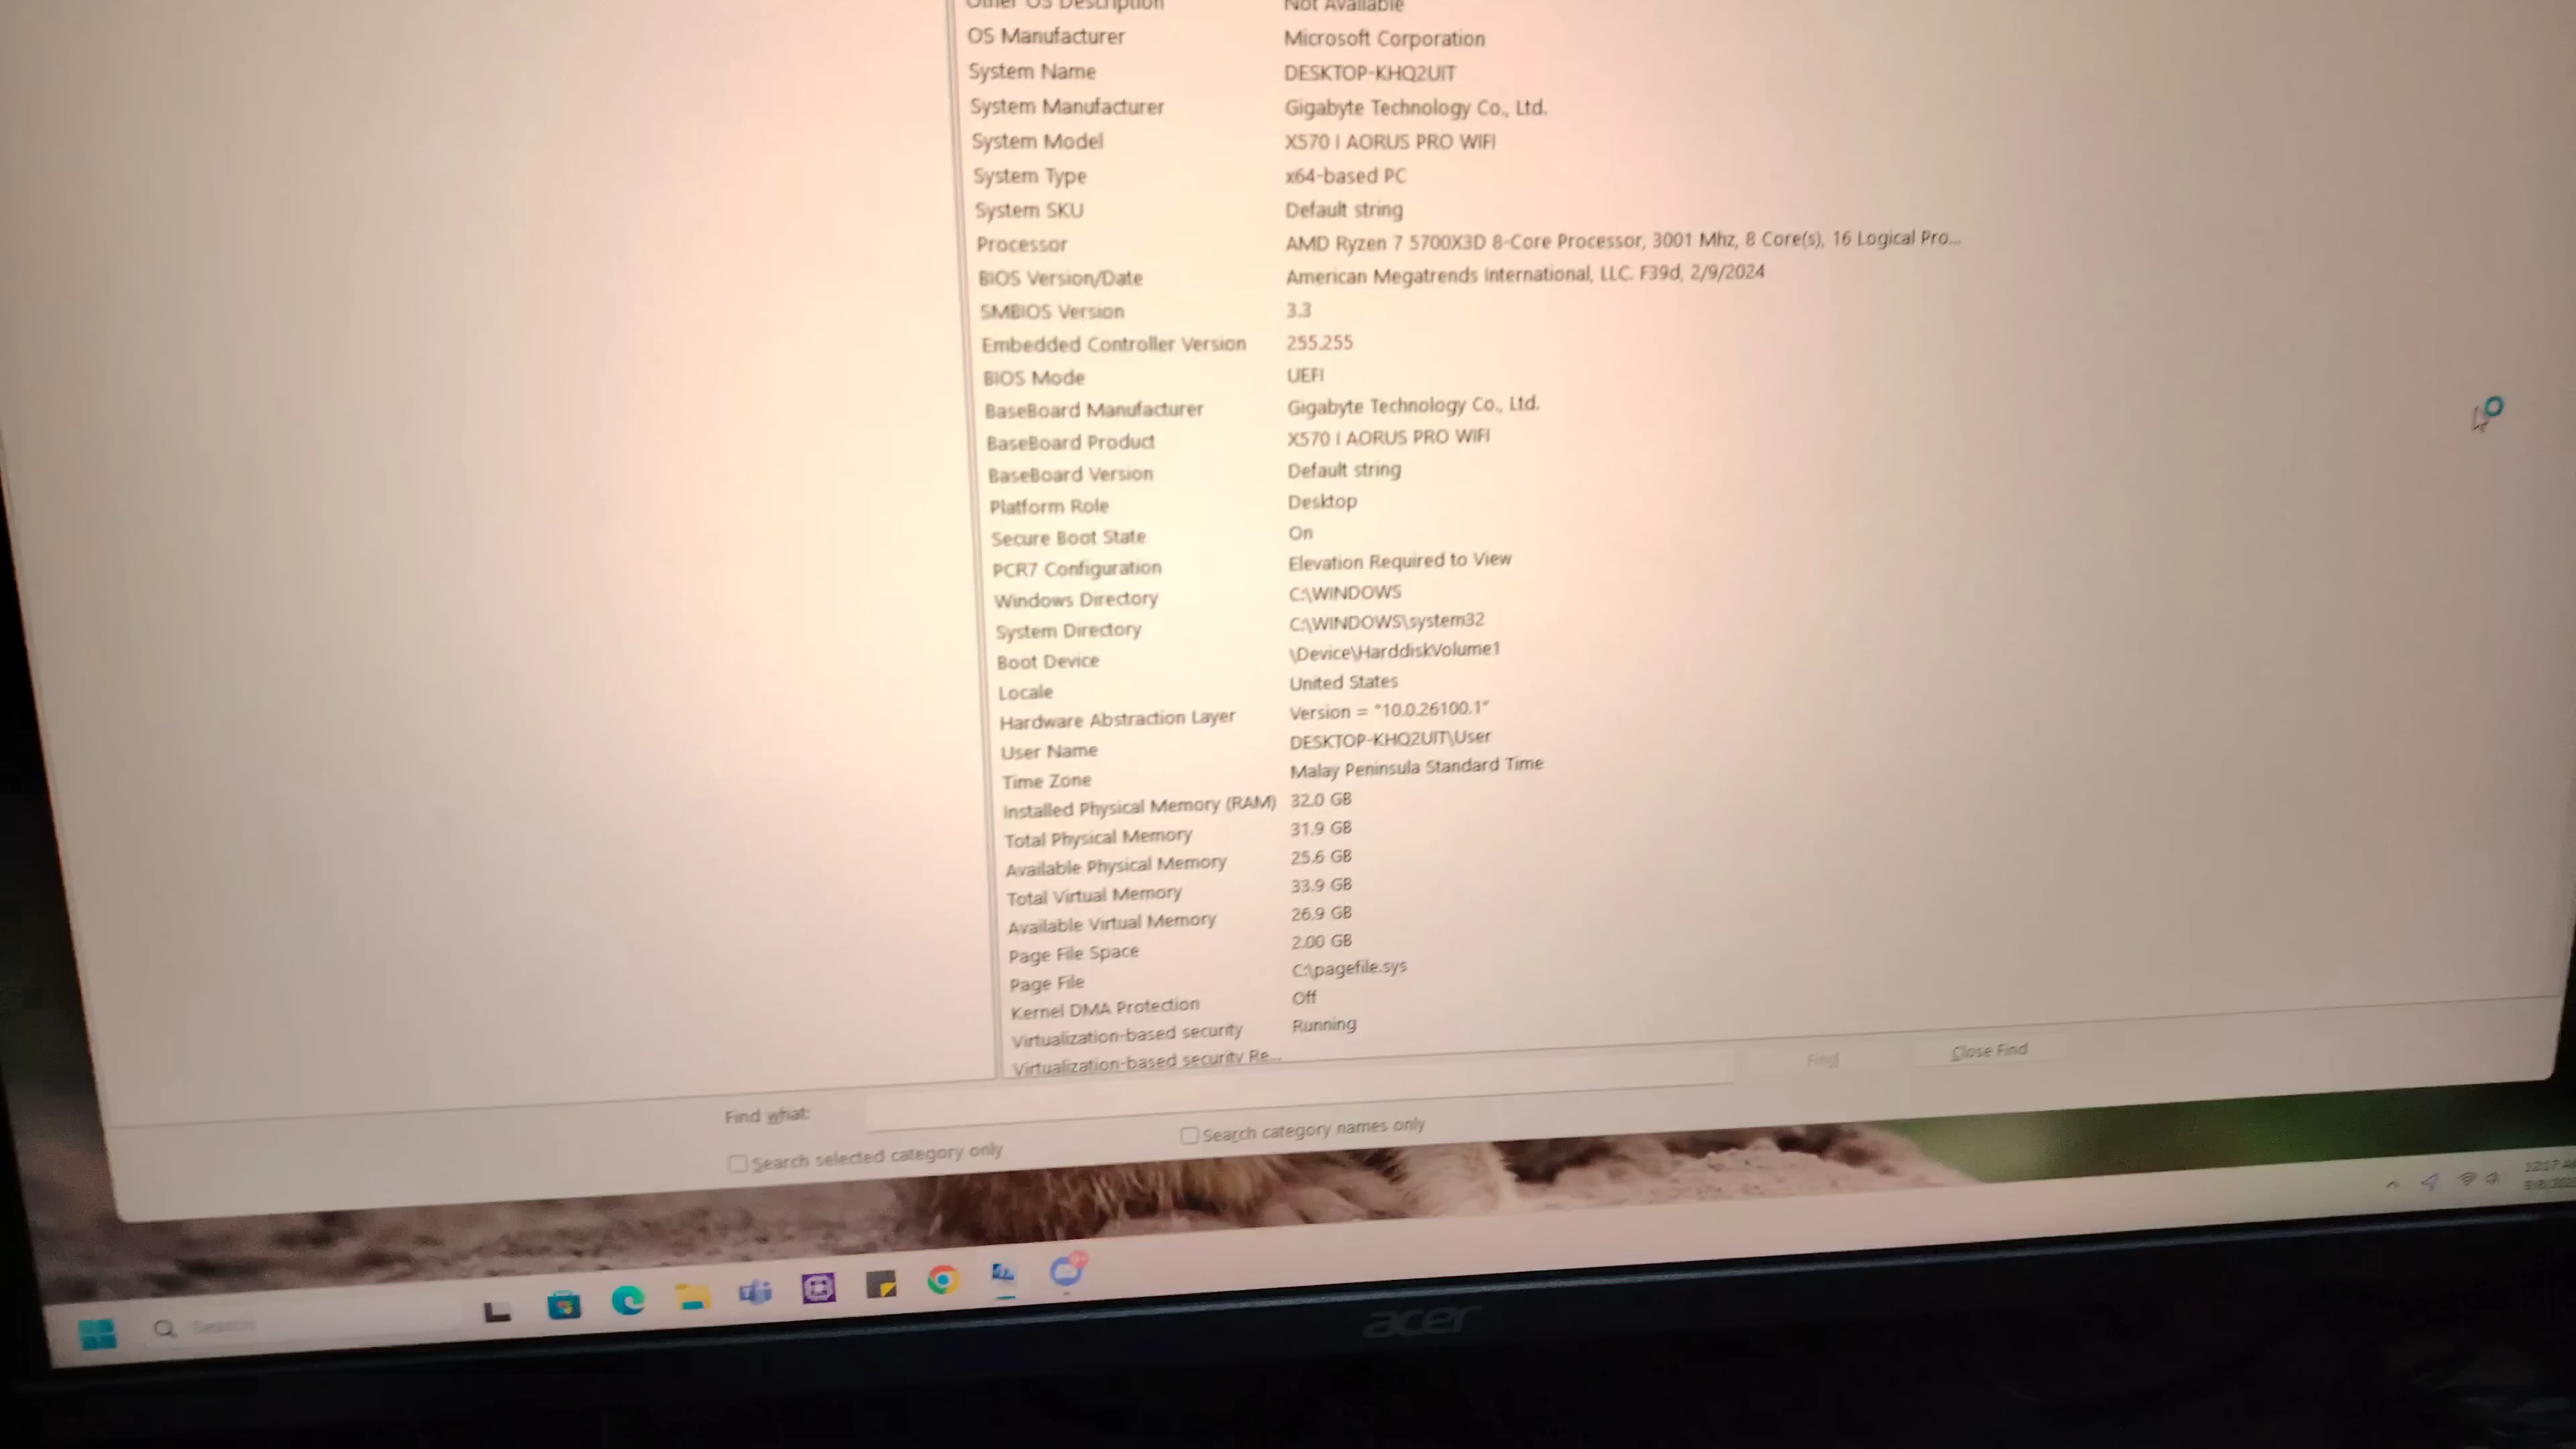 Other OS Description Not Available
OS Manufacturer Microsoft Corporation
System Name DESKTOP-KHQ2UIT
System Manufacturer Gigabyte Technology Co., Ltd.
System Model X570 I AORUS PRO WIFI
System Type x64-based PC
System SKU Default string
Processor AMD Ryzen 7 5700X3D 8-Core Processor, 3001 Mhz, 8 Core(s), 16 Logical Pro...
BIOS Version/Date American Megatrends International, LLC. F39d, 2/9/2024
SMBIOS Version 3.3
Embedded Controller Version 255.255
BIOS Mode UEFI
BaseBoard Manufacturer Gigabyte Technology Co., Ltd.
BaseBoard Product X570 I AORUS PRO WIFI
BaseBoard Version Default string
Platform Role Desktop
Secure Boot State On
PCR7 Configuration Elevation Required to View
Windows Directory C:\WINDOWS
System Directory C:\WINDOWS\system32
Boot Device \Device\HarddiskVolume1
Locale United States
Hardware Abstraction Layer Version = "10.0.26100.1"
User Name DESKTOP-KHQ2UIT\User
Time Zone Malay Peninsula Standard Time
Installed Physical Memory (RAM) 32.0 GB
Total Physical Memory 31.9 GB
Available Physical Memory 25.6 GB
Total Virtual Memory 33.9 GB
Available Virtual Memory 26.9 GB
Page File Space 2.00 GB
Page File C:\pagefile.sys
Kernel DMA Protection Off
Virtualization-based security Running
Virtualization-based security Re...
Find what: Find Close Find
Search selected category only Search category names only
12:17
Search
acer